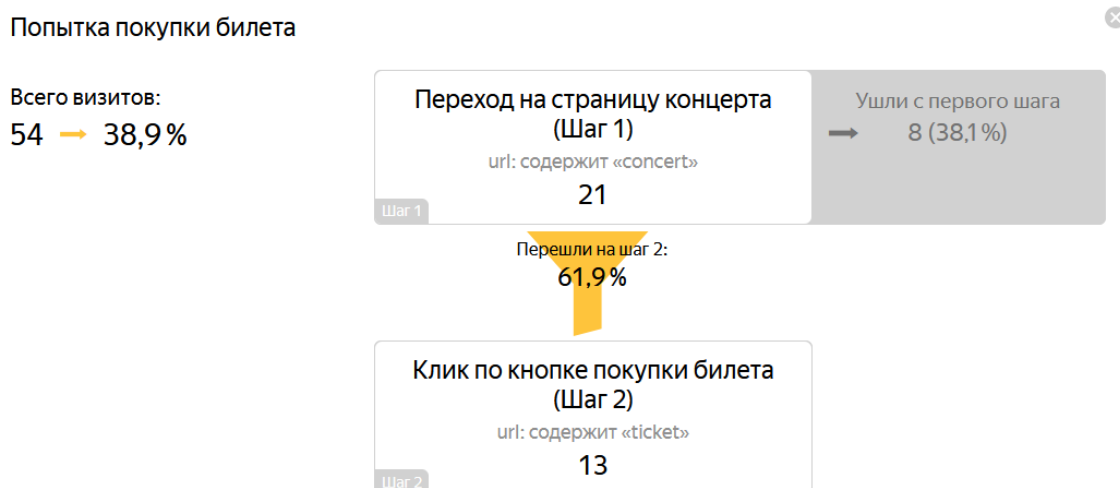 Попытка покупки билета
Всего визитов:
54 → 38,9 %
Переход на страницу концерта
(Шаг 1)
url: содержит «concert»
21
Шаг 1
→ Ушли с первого шага
8 (38,1 %)
Перешли на шаг 2:
61,9 %
Клик по кнопке покупки билета
(Шаг 2)
url: содержит «ticket»
13
Шаг 2